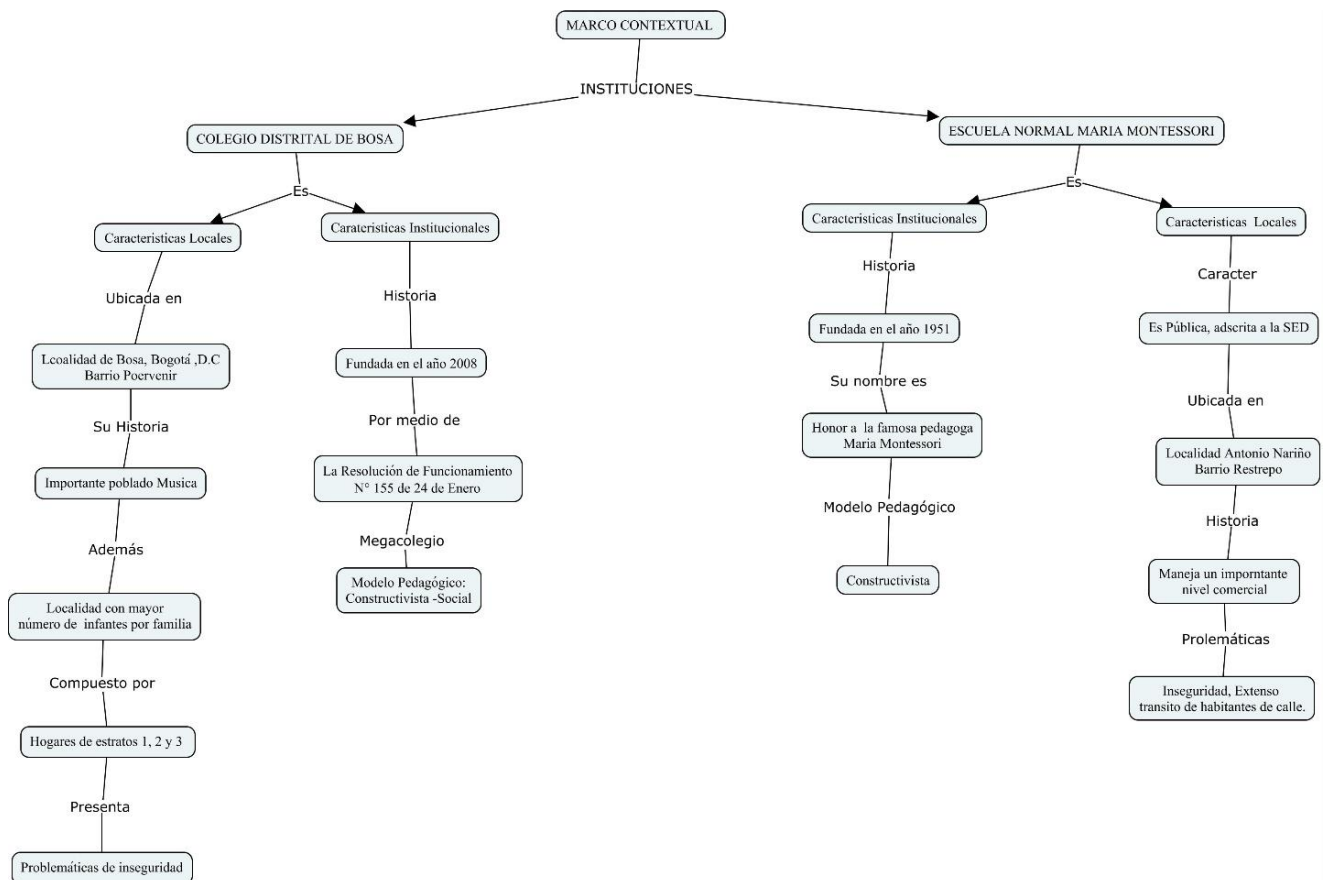 MARCO CONTEXTUAL
INSTITUCIONES
COLEGIO DISTRITAL DE BOSA
Es
Caracteristicas Locales
Ubicada en
Lcoalidad de Bosa, Bogotá ,D.C
Barrio Poervenir
Su Historia
Importante poblado Musica
Además
Localidad con mayor
número de infantes por familia
Compuesto por
Hogares de estratos 1, 2 y 3
Presenta
Problemáticas de inseguridad
Carateristicas Institucionales
Historia
Fundada en el año 2008
Por medio de
La Resolución de Funcionamiento
N° 155 de 24 de Enero
Megacolegio
Modelo Pedagógico:
Constructivista -Social
ESCUELA NORMAL MARIA MONTESSORI
Es
Caracteristicas Institucionales
Historia
Fundada en el año 1951
Su nombre es
Honor a la famosa pedagoga
Maria Montessori
Modelo Pedagógico
Constructivista
Caracteristicas Locales
Caracter
Es Pública, adscrita a la SED
Ubicada en
Localidad Antonio Nariño
Barrio Restrepo
Historia
Maneja un imporntante
nivel comercial
Prolemáticas
Inseguridad, Extenso
transito de habitantes de calle.